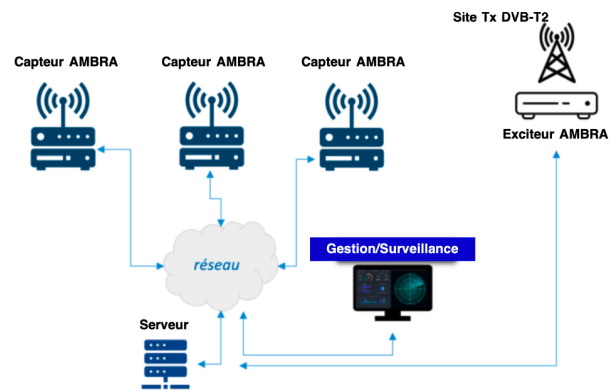 Site Tx DVB-T2
Capteur AMBRA
Capteur AMBRA
Capteur AMBRA
Exciteur AMBRA
réseau
Gestion/Surveillance
Serveur